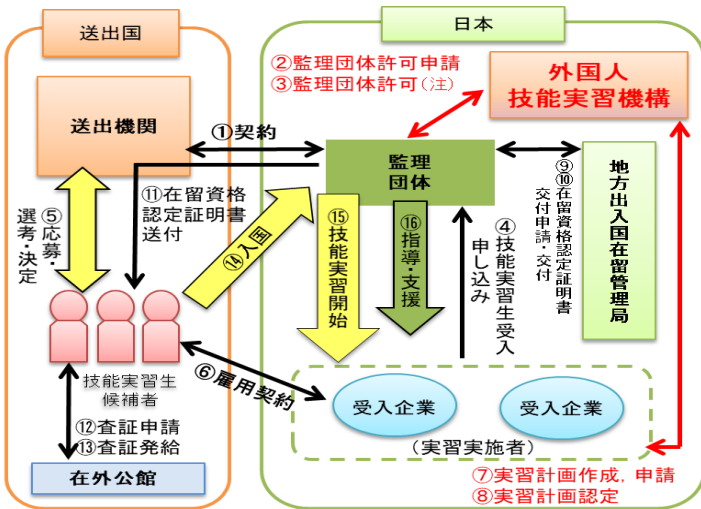 送出国
日本
送出機関
①契約
②監理団体許可申請
③監理団体許可(注)
外国人
技能実習機構
監理
団体
⑤応募・
選考・決定
⑪在留資格
認定証明書
送付
⑭入国
⑮技能実習開始
⑯指導・支援
④技能実習生受入
申し込み
⑨⑩在留資格認定証明書
交付申請・交付
地方出入国在留管理局
技能実習生
候補者
⑥雇用契約
受入企業
受入企業
(実習実施者)
⑫査証申請
⑬査証発給
在外公館
⑦実習計画作成,申請
⑧実習計画認定